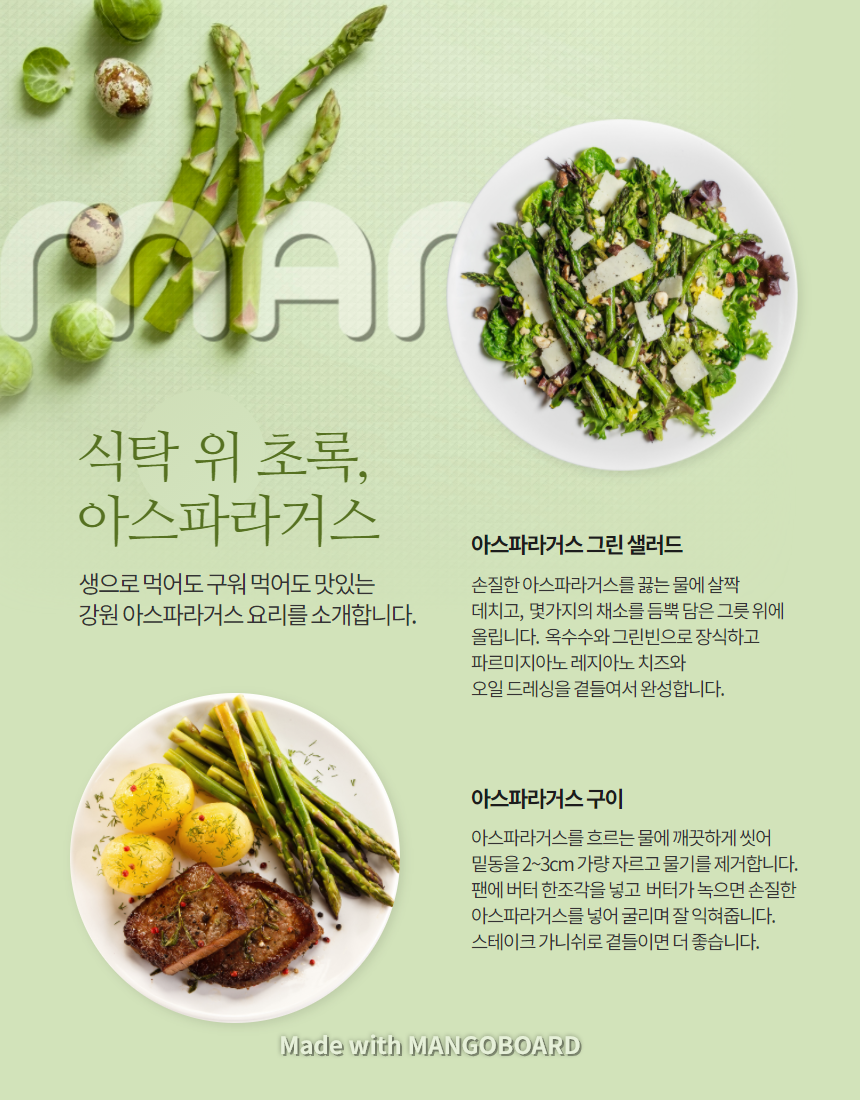 식탁 위 초록,
아스파라거스
생으로 먹어도 구워 먹어도 맛있는
강원 아스파라거스 요리를 소개합니다.
아스파라거스 그린 샐러드
손질한 아스파라거스를 끓는 물에 살짝
데치고, 몇가지의 채소를 듬뿍 담은 그릇 위에
올립니다. 옥수수와 그린빈으로 장식하고
파르미지아노 레지아노 치즈와
오일 드레싱을 곁들여서 완성합니다.
아스파라거스 구이
아스파라거스를 흐르는 물에 깨끗하게 씻어
밑동을 2~3cm 가량 자르고 물기를 제거합니다.
팬에 버터 한조각을 넣고 버터가 녹으면 손질한
아스파라거스를 넣어 굴리며 잘 익혀줍니다.
스테이크 가니쉬로 곁들이면 더 좋습니다.
Made with MANGOBOARD